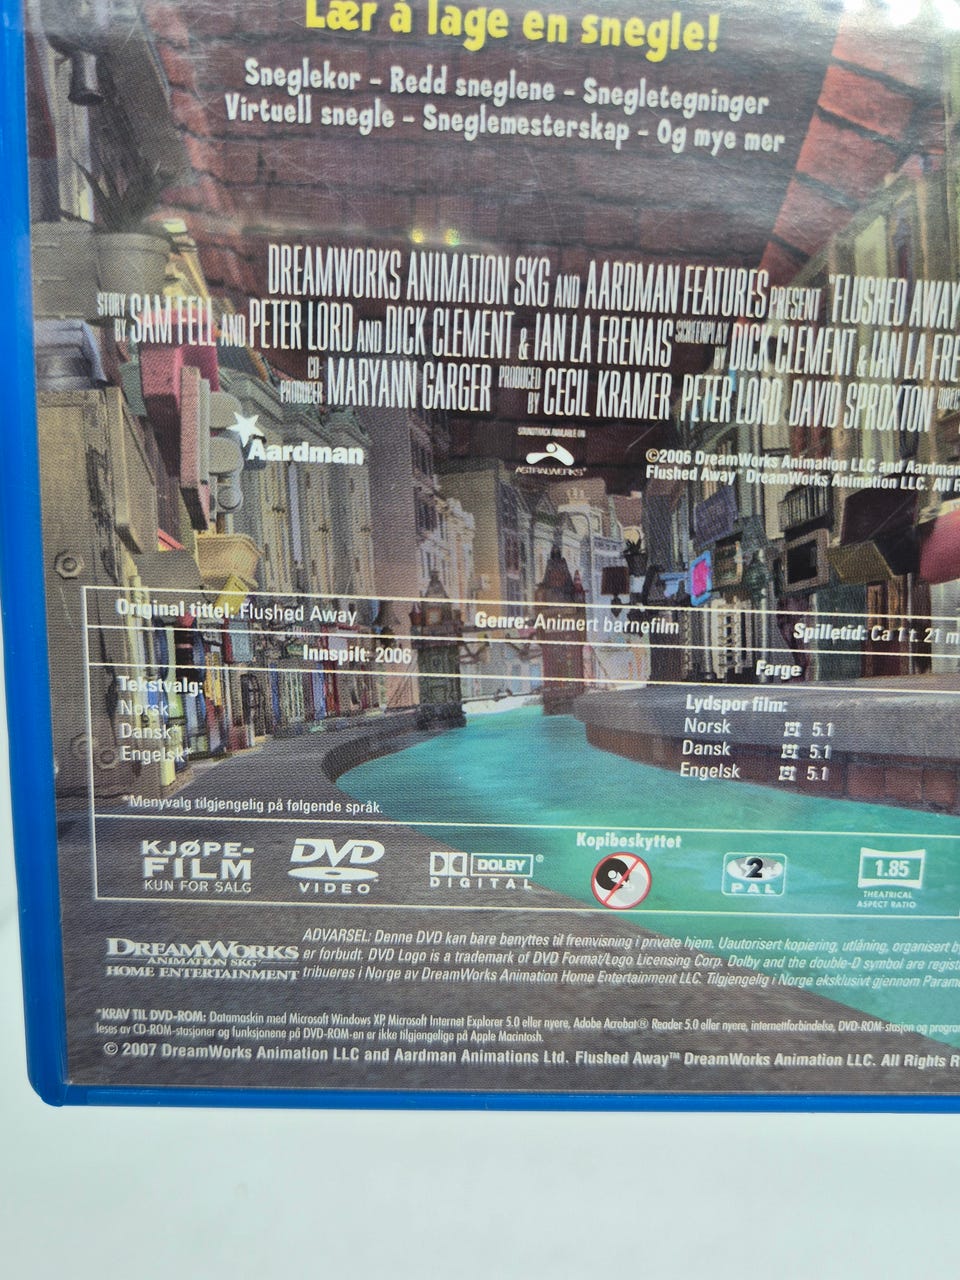 Lær å lage en snegle!
Sneglekor - Redd sneglene - Snegletegninger
Virtuell snegle - Sneglemesterskap - Og mye mer
DREAMWORKS ANIMATION SKG AND AARDMAN FEATURES PRESENT "FLUSHED AWAY
STORY BY SAM FELL AND PETER LORD AND DICK CLEMENT & IAN LA FRENAIS SCREENPLAY BY DICK CLEMENT & IAN LA FRE
CO-PRODUCER MARYANN GARGER PRODUCED BY CECIL KRAMER PETER LORD DAVID SPROXTON
Aardman
SOUNDTRACK AVAILABLE ON
ASTRALWERKS
©2006 DreamWorks Animation LLC and Aardman
Flushed Away™ DreamWorks Animation LLC. All R
Original tittel: Flushed Away Genre: Animert barnefilm Spilletid: Ca 1 t. 21 m
Innspilt: 2006 Farge
Tekstvalg: Lydspor film:
Norsk* Norsk 5.1
Dansk* Dansk 5.1
Engelsk* Engelsk 5.1
*Menyvalg tilgjengelig på følgende språk.
KJØPE-
FILM
KUN FOR SALG
DVD
VIDEO
DOLBY®
DIGITAL
Kopibeskyttet
2
PAL
1.85
THEATRICAL
ASPECT RATIO
DREAMWORKS
ANIMATION SKG
HOME ENTERTAINMENT
ADVARSEL: Denne DVD kan bare benyttes til fremvisning i private hjem. Uautorisert kopiering, utlåning, organisert b
er forbudt. DVD Logo is a trademark of DVD Format/Logo Licensing Corp. Dolby and the double-D symbol are regist
tribueres i Norge av DreamWorks Animation Home Entertainment LLC. Tilgjengelig i Norge eksklusivt gjennom Param
*KRAV TIL DVD-ROM: Datamaskin med Microsoft Windows XP, Microsoft Internet Explorer 5.0 eller nyere, Adobe Acrobat® Reader 5.0 eller nyere, internettforbindelse, DVD-ROM-stasjon og progra
leses av CD-ROM-stasjoner og funksjonene på DVD-ROM-en er ikke tilgjengelige på Apple Macintosh.
© 2007 DreamWorks Animation LLC and Aardman Animations Ltd. Flushed Away™ DreamWorks Animation LLC. All Rights R